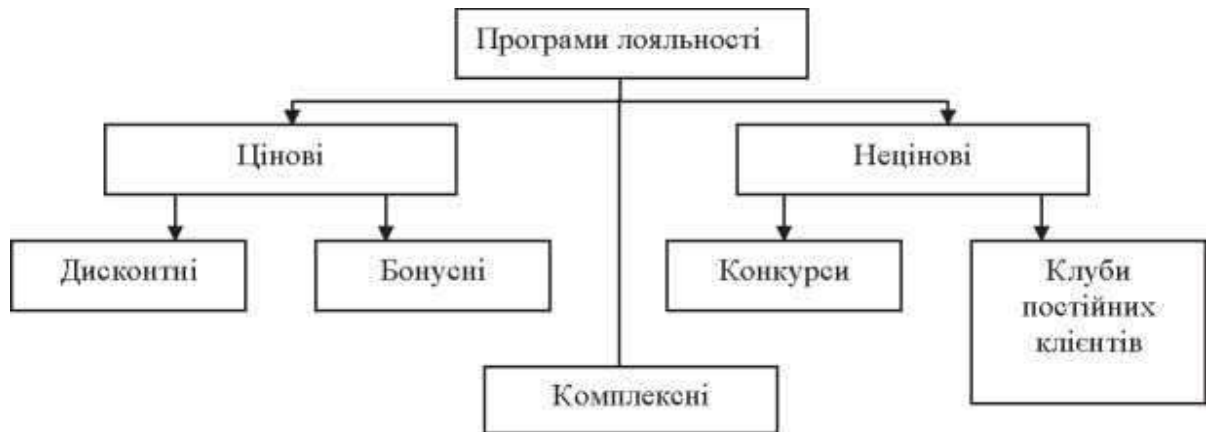 Програми лояльності
Цінові
Нецінові
Дисконтні
Бонусні
Конкурси
Клуби
постійних
клієнтів
Комплексні